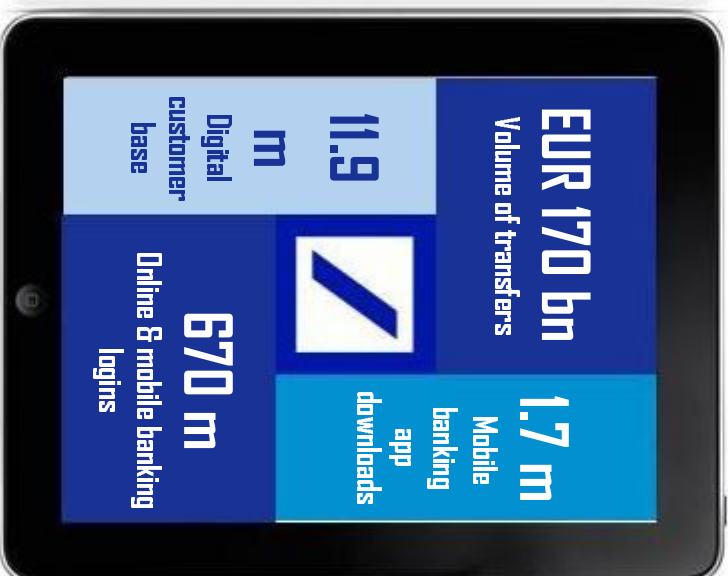 EUR 170 bn
Volume of transfers
1.7 m
Mobile
banking
app
downloads
11.9
m
Digital
customer
base
670 m
Online & mobile banking
logins